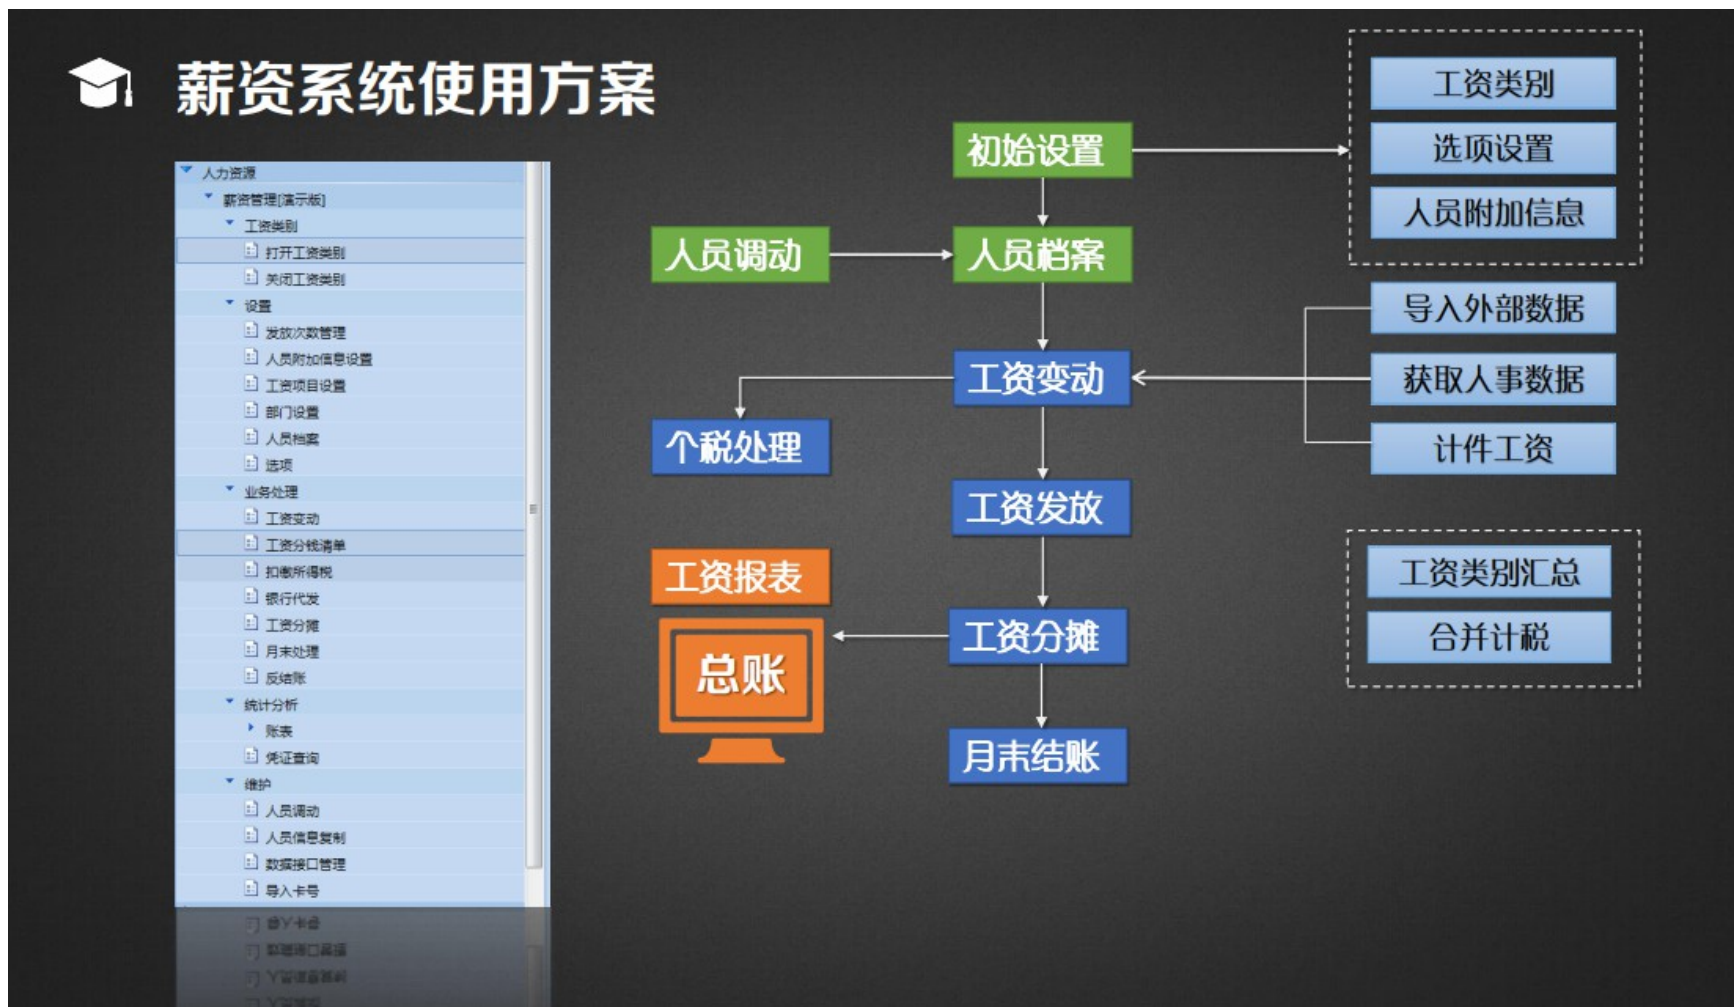 薪资系统使用方案
人力资源
薪资管理[演示版]
工资类别
打开工资类别
关闭工资类别
设置
发放次数管理
人员附加信息设置
工资项目设置
部门设置
人员档案
选项
业务处理
工资变动
工资分钱清单
扣缴所得税
银行代发
工资分摊
月末处理
反结账
统计分析
账表
凭证查询
维护
人员调动
人员信息复制
数据接口管理
导入卡号
初始设置
人员调动
人员档案
工资变动
个税处理
工资发放
工资报表
总账
工资分摊
月末结账
工资类别
选项设置
人员附加信息
导入外部数据
获取人事数据
计件工资
工资类别汇总
合并计税